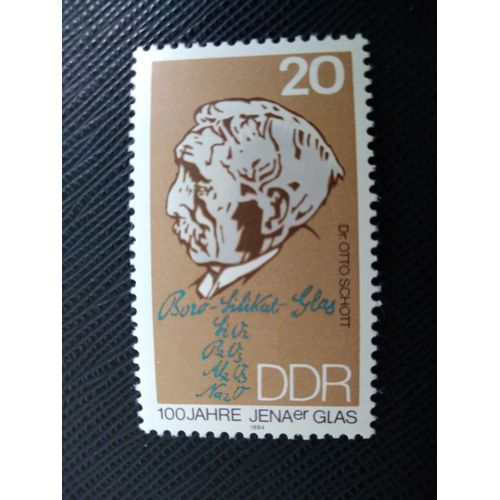 20
Dr. OTTO SCHOTT
Boro-Silikat-Glas
SiO₂
B₂O₃
Al₂O₃
Na₂O
DDR
100 JAHRE JENAer GLAS
1984